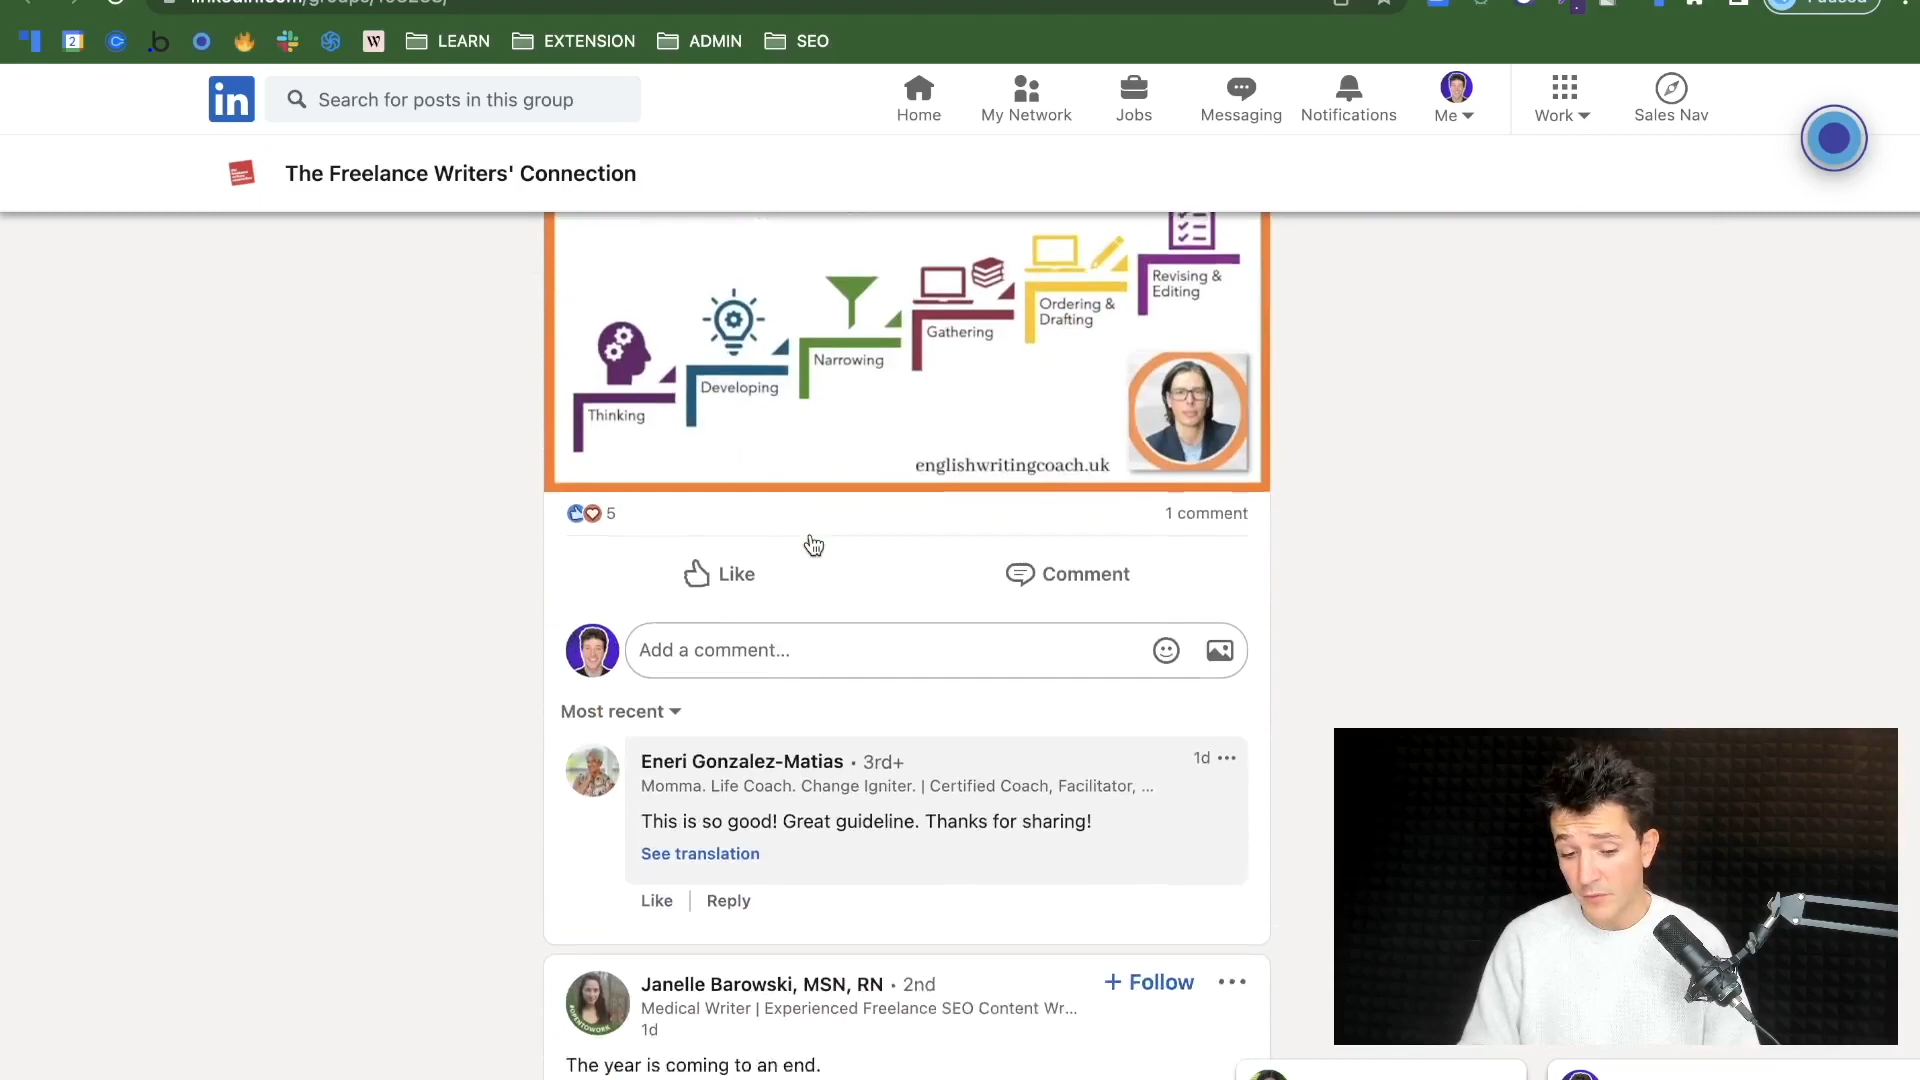 2
W
LEARN
EXTENSION
ADMIN
SEO
in
Search for posts in this group
Home
My Network
Jobs
Messaging
Notifications
Me
Work
Sales Nav
The Freelance Writers' Connection
Revising &
Editing
Ordering &
Drafting
Gathering
Narrowing
Developing
Thinking
englishwritingcoach.uk
5
1 comment
Like
Comment
Add a comment...
Most recent
Eneri Gonzalez-Matias • 3rd+
1d
Momma. Life Coach. Change Igniter. | Certified Coach, Facilitator, ...
This is so good! Great guideline. Thanks for sharing!
See translation
Like
Reply
Janelle Barowski, MSN, RN • 2nd
+ Follow
Medical Writer | Experienced Freelance SEO Content Wr...
1d
#OPENTOWORK
The year is coming to an end.